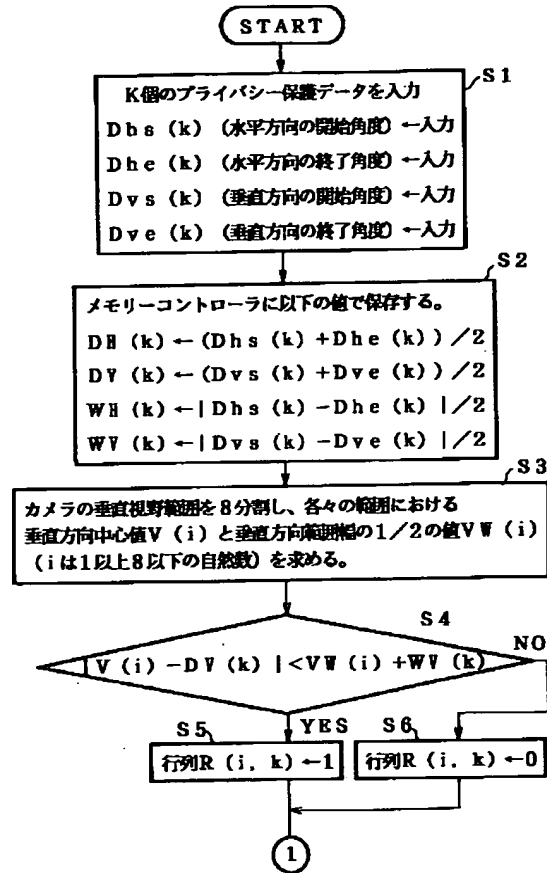 START
S1
K個のプライバシー保護データを入力
Dhs (k) (水平方向の開始角度) ←入力
Dhe (k) (水平方向の終了角度) ←入力
Dvs (k) (垂直方向の開始角度) ←入力
Dve (k) (垂直方向の終了角度) ←入力
S2
メモリーコントローラに以下の値で保存する。
DH (k) ← (Dhs (k) +Dhe (k) ) /2
DV (k) ← (Dvs (k) +Dve (k) ) /2
WH (k) ←|Dhs (k) -Dhe (k) |/2
WV (k) ←|Dvs (k) -Dve (k) |/2
S3
カメラの垂直視野範囲を8分割し、各々の範囲における
垂直方向中心値V (i) と垂直方向範囲幅の1/2の値VW (i)
(iは1以上8以下の自然数) を求める。
S4
|V (i) -DV (k) |<VW (i) +WV (k)
NO
YES
S5
行列R (i, k) ←1
S6
行列R (i, k) ←0
1